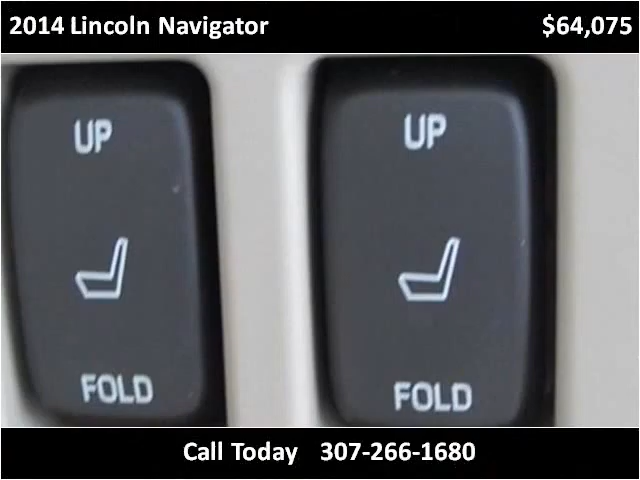 2014 Lincoln Navigator $64,075
UP UP
FOLD FOLD
Call Today 307-266-1680